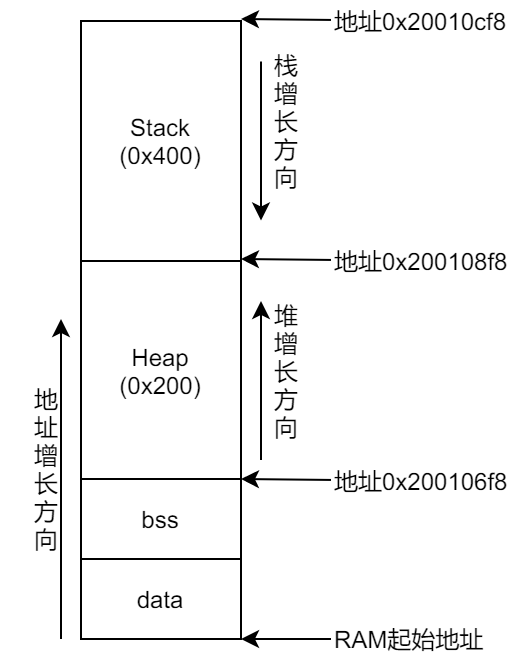 地址0x20010cf8
Stack
(0x400)
栈增长方向
地址0x200108f8
Heap
(0x200)
堆增长方向
地址增长方向
地址0x200106f8
bss
data
RAM起始地址